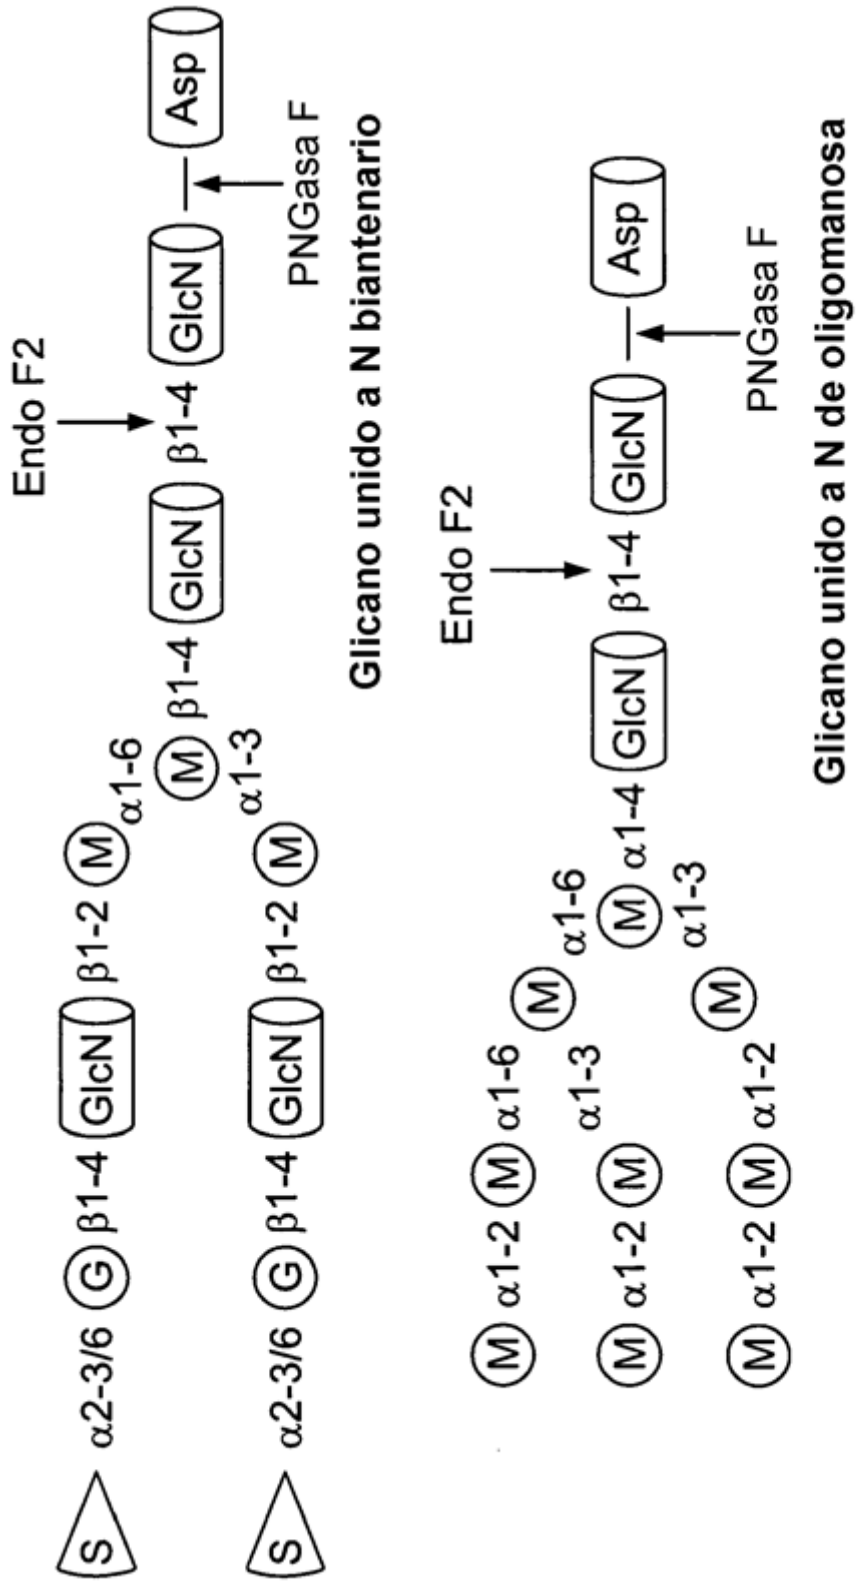 Endo F2
S α2-3/6 G β1-4 GlcN β1-2 M α1-6
M β1-4 GlcN β1-4 GlcN Asp
S α2-3/6 G β1-4 GlcN β1-2 M α1-3
PNGasa F
Glicano unido a N biantenario
Endo F2
M α1-2 M α1-6 M α1-6
M α1-2 M α1-3 M α1-4 GlcN β1-4 GlcN Asp
M α1-2 M α1-2 M α1-3
PNGasa F
Glicano unido a N de oligomanosa